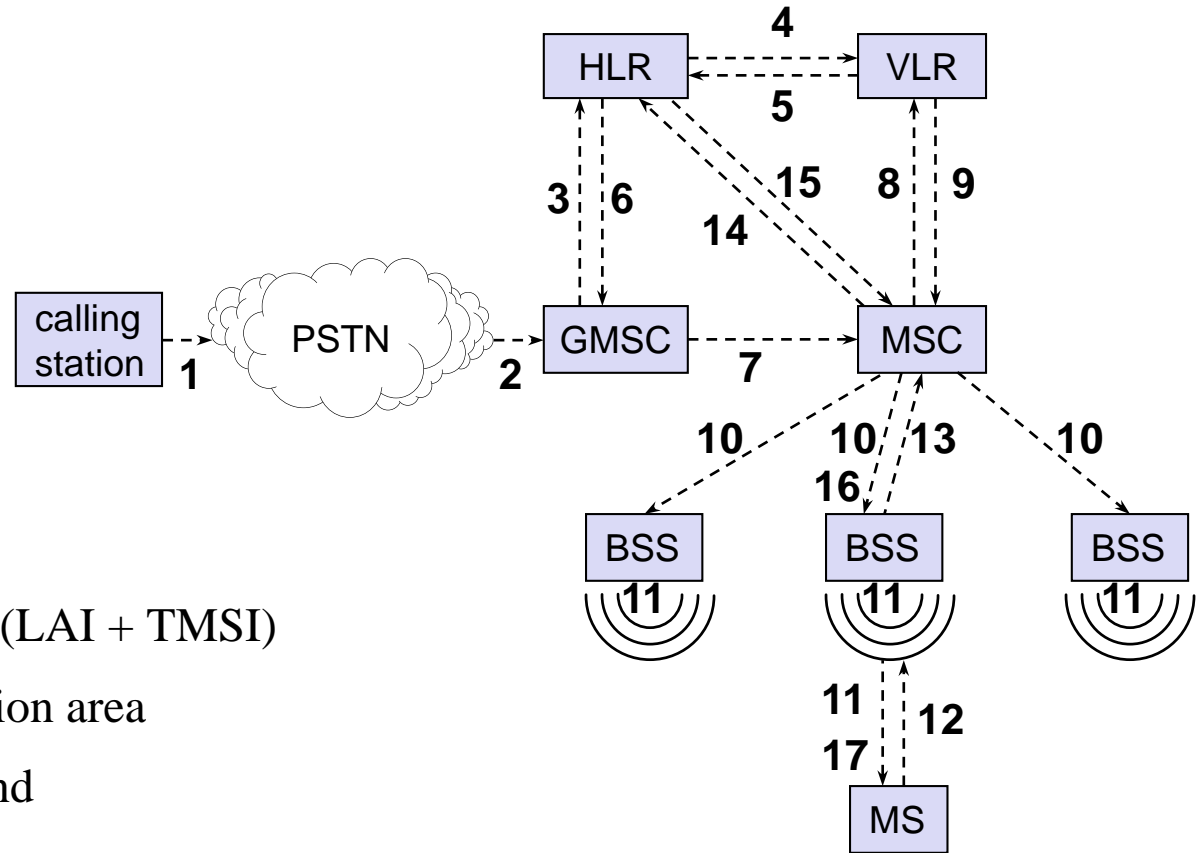 4
HLR
VLR
5
3
6
15
8
9
14
calling
station
PSTN
GMSC
MSC
1
2
7
10
10
13
10
16
BSS
BSS
BSS
11
11
11
(LAI + TMSI)
ion area
11
12
17
nd
MS